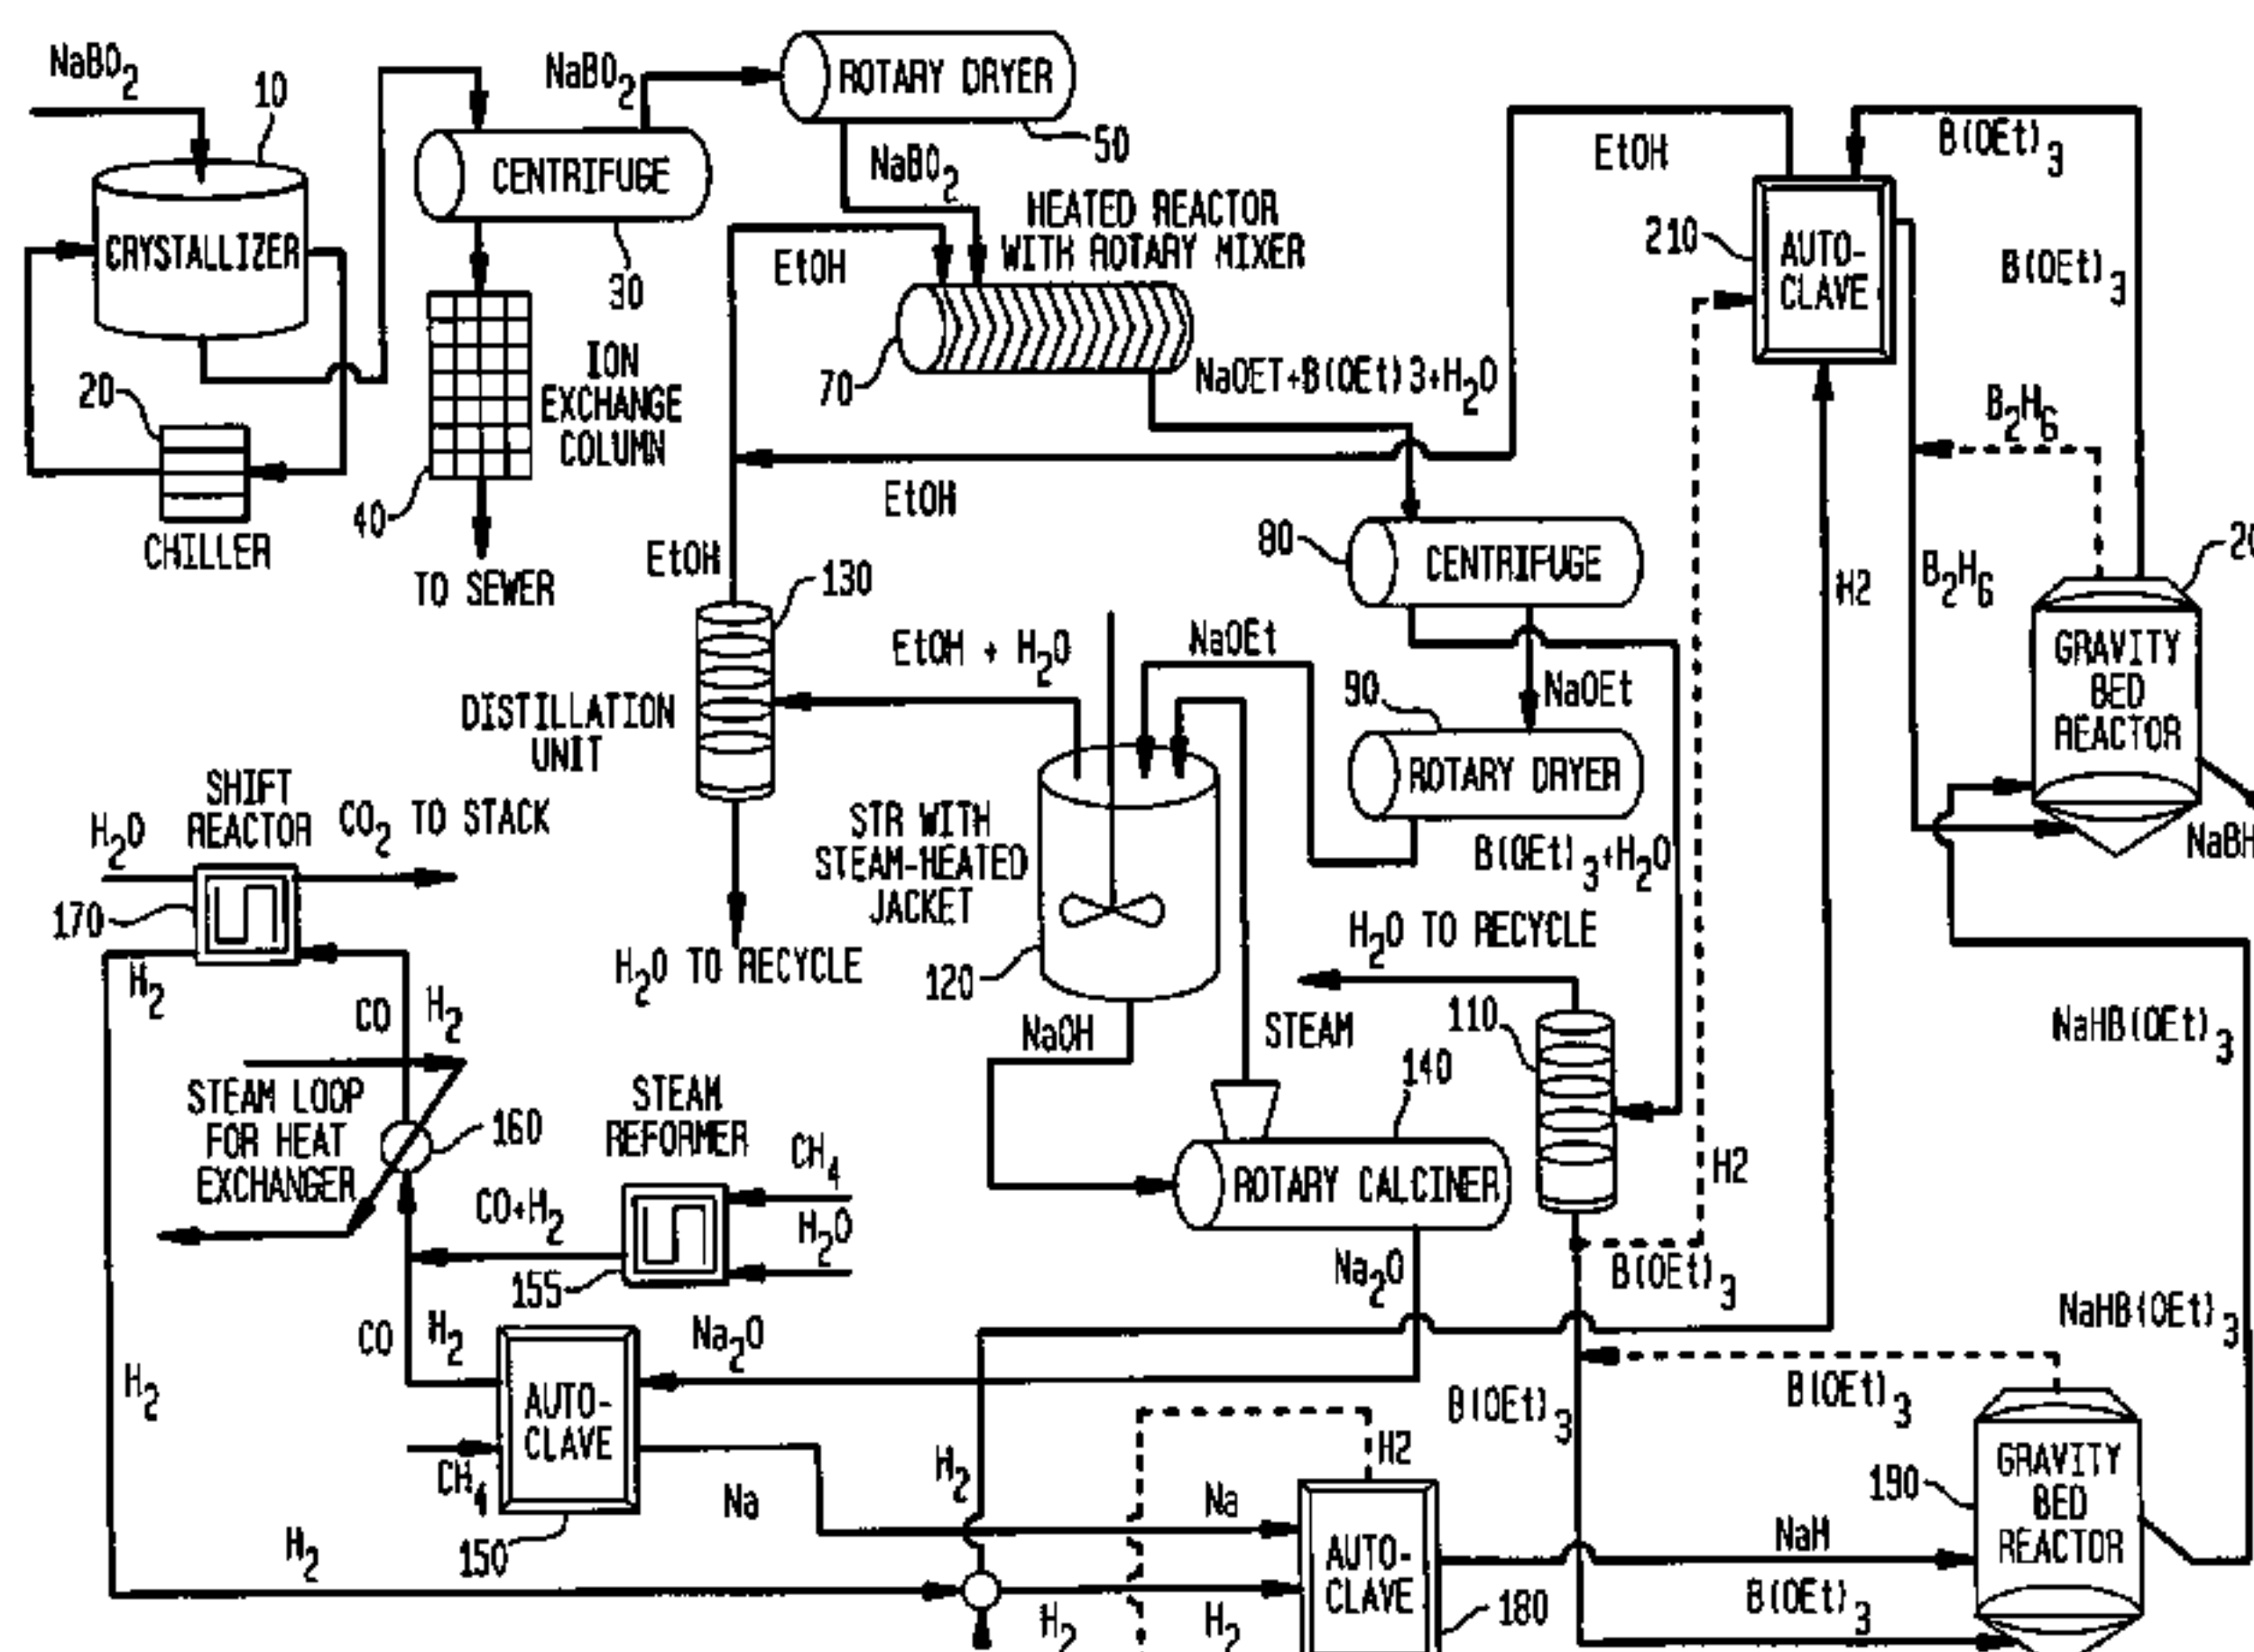 NaBO2
10
CRYSTALLIZER
20
CHILLER
NaBO2
CENTRIFUGE
30
ION
EXCHANGE
COLUMN
40
TO SEWER
ROTARY DRYER
50
NaBO2
HEATED REACTOR
WITH ROTARY MIXER
EtOH
70
NaOET+B(OEt)3+H2O
EtOH
EtOH
EtOH
B(OEt)3
210
AUTO-
CLAVE
B(OEt)3
B2H6
B2H6
H2
20
GRAVITY
BED
REACTOR
NaBH
80
CENTRIFUGE
NaOEt
NaOEt
90
ROTARY DRYER
B(OEt)3+H2O
130
EtOH + H2O
DISTILLATION
UNIT
STR WITH
STEAM-HEATED
JACKET
120
H2O TO RECYCLE
H2O TO RECYCLE
NaOH
STEAM
110
140
ROTARY CALCINER
H2
B(OEt)3
Na2O
SHIFT
REACTOR
H2O
CO2 TO STACK
170
H2
CO
H2
STEAM LOOP
FOR HEAT
EXCHANGER
160
STEAM
REFORMER
CH4
H2O
CO+H2
155
CO
H2
Na2O
AUTO-
CLAVE
CH4
150
Na
H2
H2
H2
H2
Na
H2
H2
AUTO-
CLAVE
180
B(OEt)3
B(OEt)3
NaH
B(OEt)3
190
GRAVITY
BED
REACTOR
NaHB(OEt)3
NaHB(OEt)3